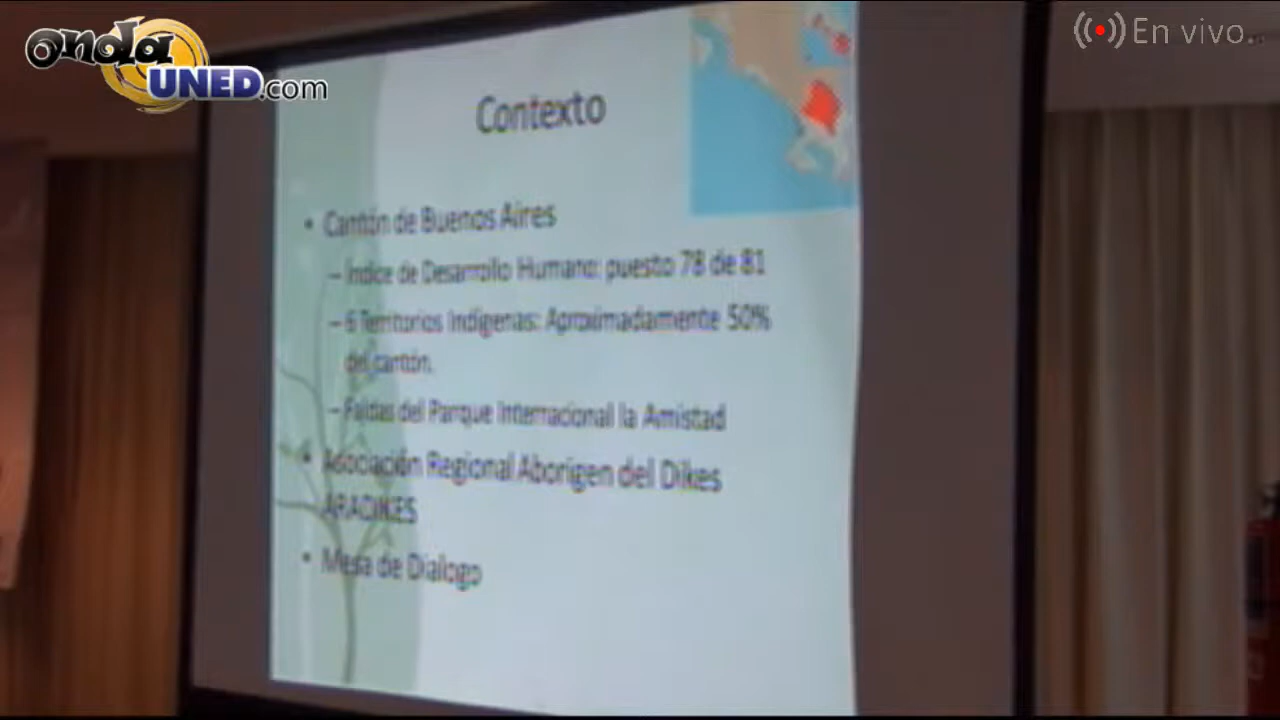 onda
UNED.com
En vivo.
Contexto
• Cantón de Buenos Aires
– Índice de Desarrollo Humano: puesto 78 de 81
– 6 Territorios Indígenas: Aproximadamente 50%
del cantón.
– Faldas del Parque Internacional la Amistad
• Asociación Regional Aborigen del Dikes
ARADIKES
• Mesa de Dialogo